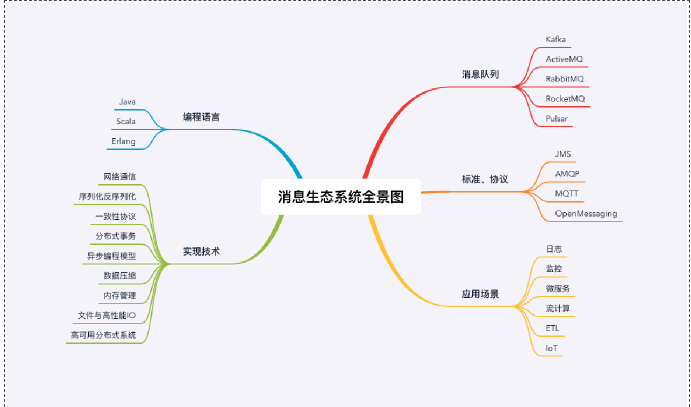 消息生态系统全景图
消息队列
Kafka
ActiveMQ
RabbitMQ
RocketMQ
Pulsar
标准、协议
JMS
AMQP
MQTT
OpenMessaging
应用场景
日志
监控
微服务
流计算
ETL
IoT
编程语言
Java
Scala
Erlang
实现技术
网络通信
序列化反序列化
一致性协议
分布式事务
异步编程模型
数据压缩
内存管理
文件与高性能IO
高可用分布式系统